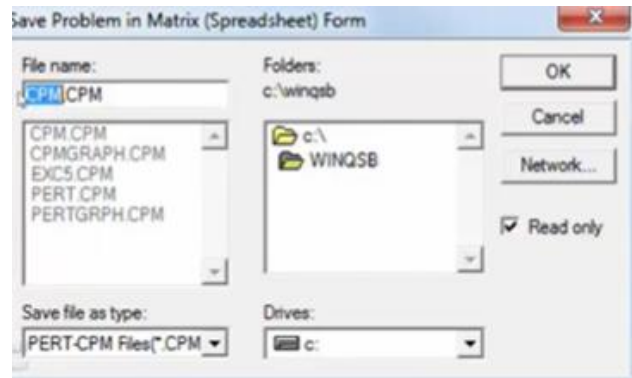 Save Problem in Matrix (Spreadsheet) Form
File name:
CPM.CPM
CPM.CPM
CPMGRAPH.CPM
EXC5.CPM
PERT.CPM
PERTGRPH.CPM
Save file as type:
PERT-CPM Files(*.CPM
Folders:
c:\winqsb
c:\
WINQSB
Drives:
c:
OK
Cancel
Network...
Read only